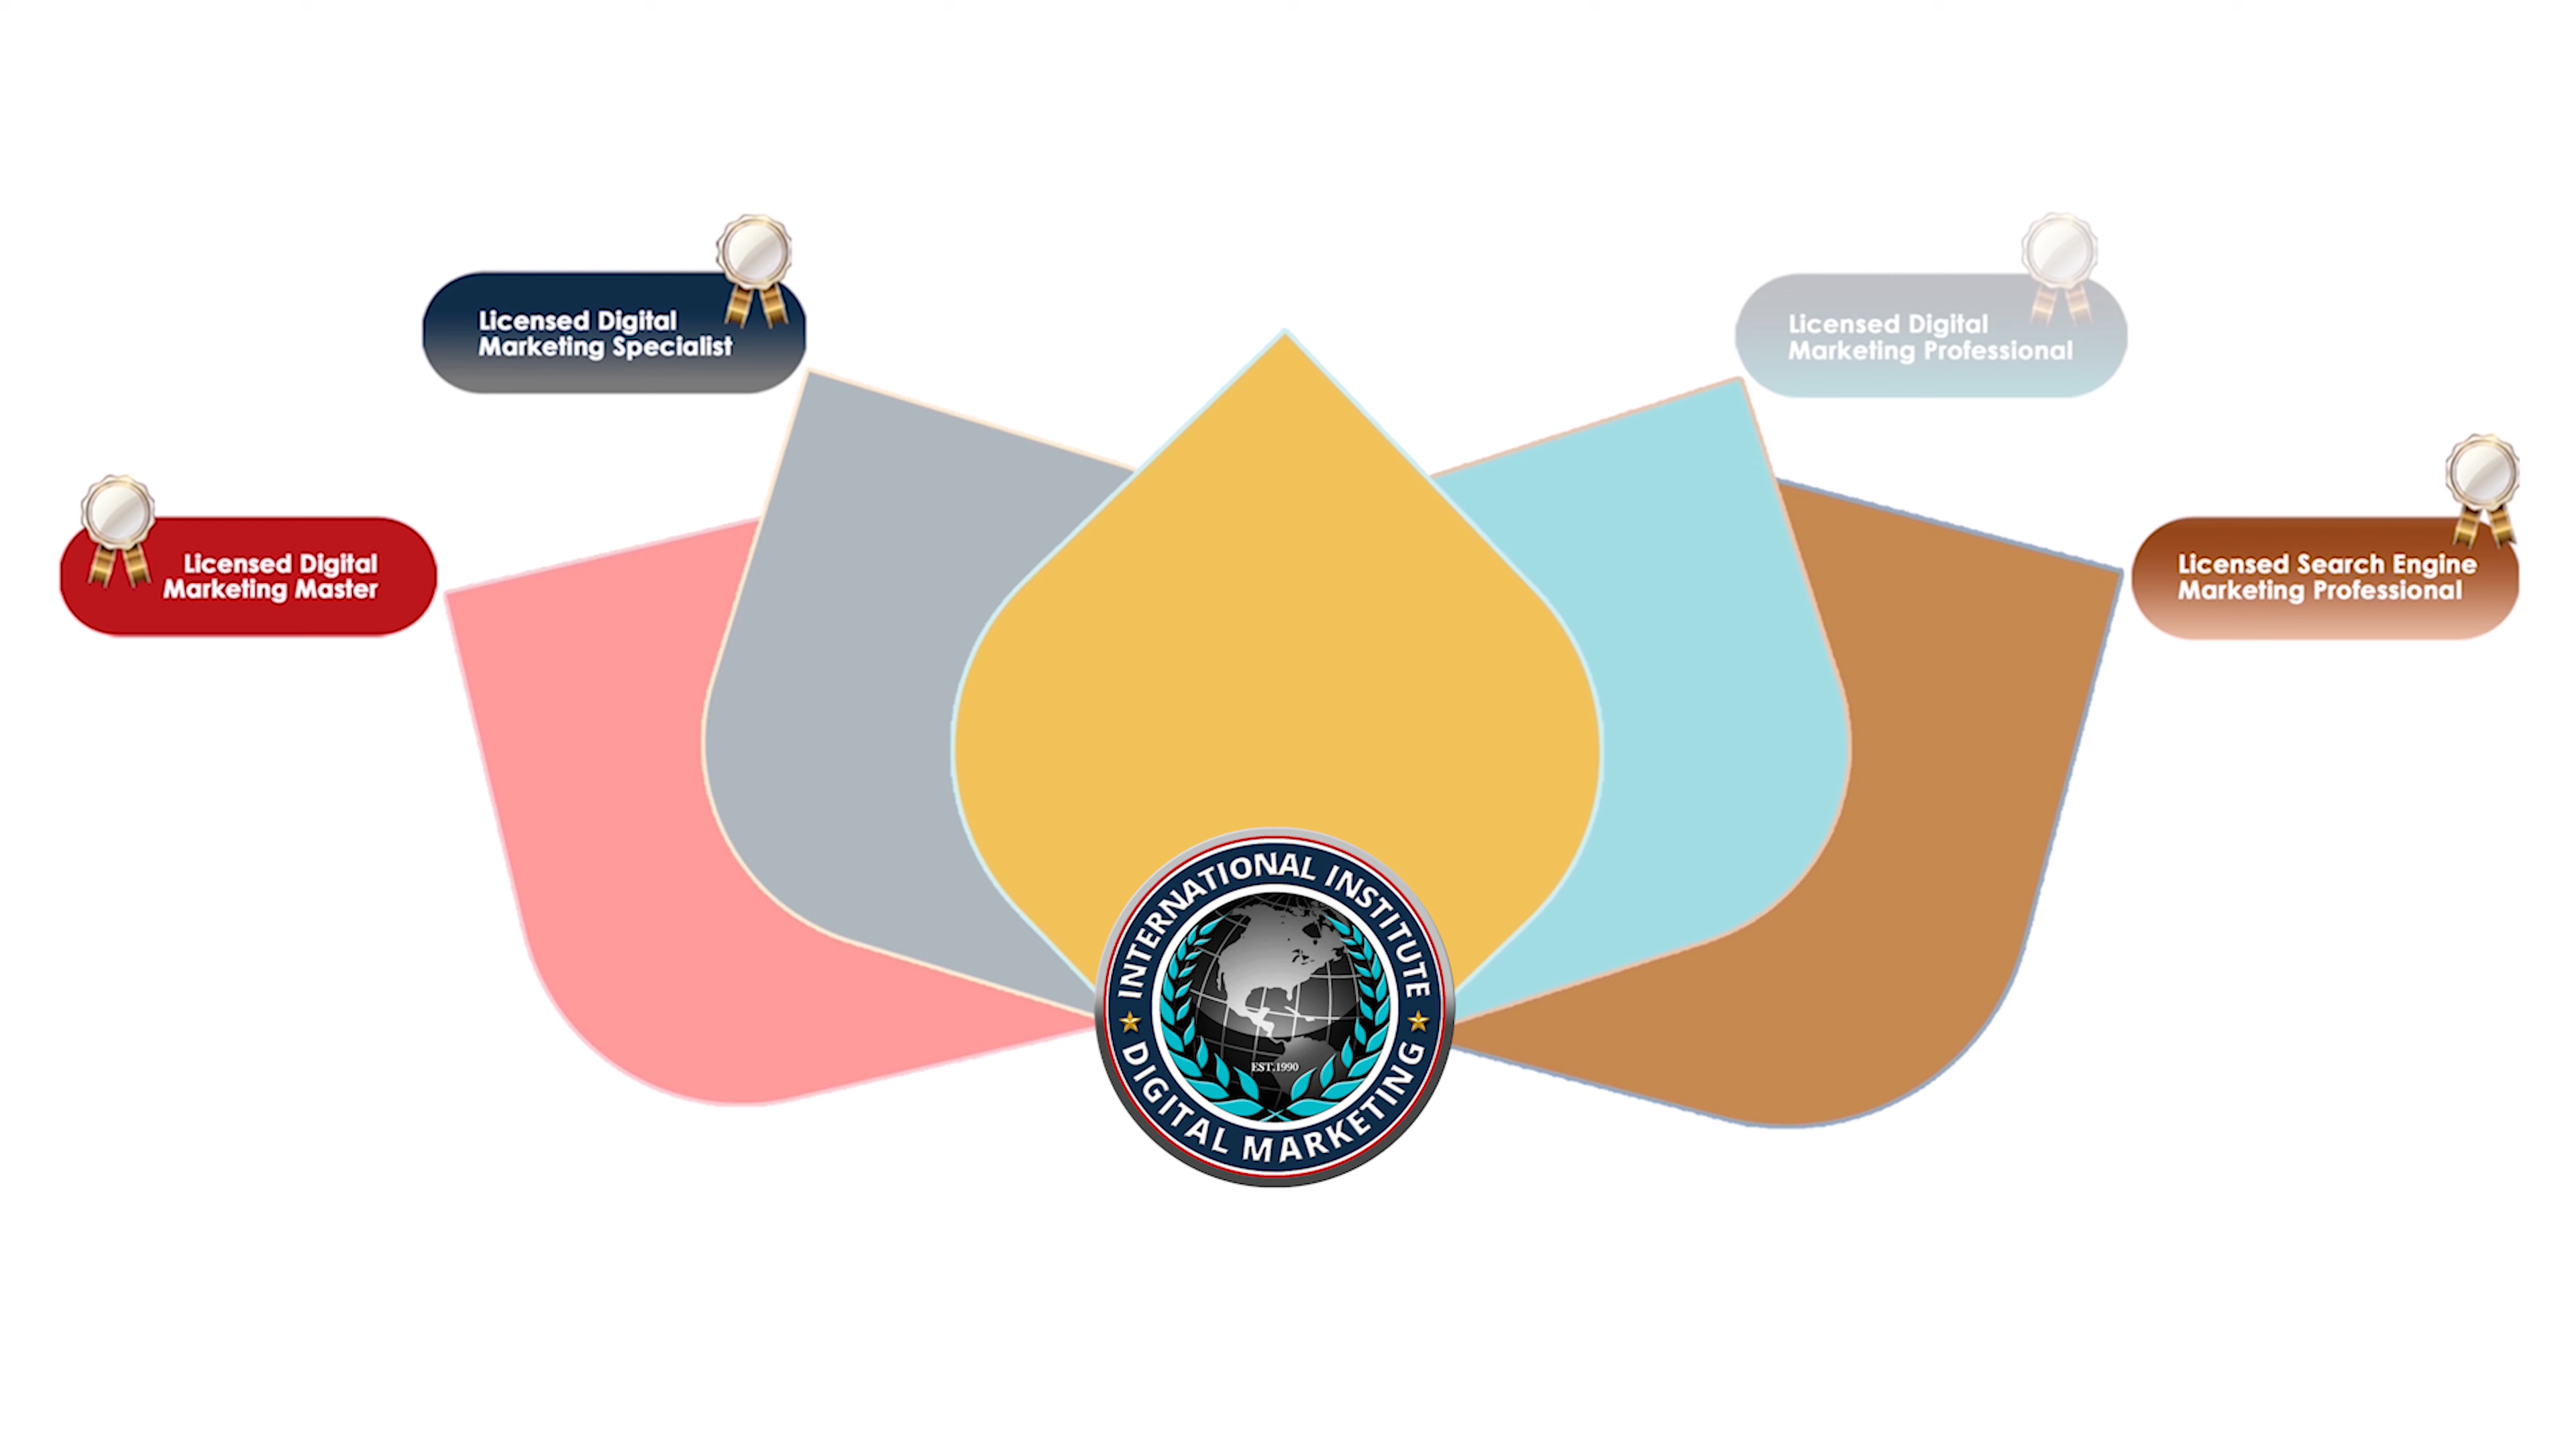 Licensed Digital
Marketing Specialist
Licensed Digital
Marketing Professional
Licensed Digital
Marketing Master
Licensed Search Engine
Marketing Professional
INTERNATIONAL INSTITUTE
EST.1990
DIGITAL MARKETING